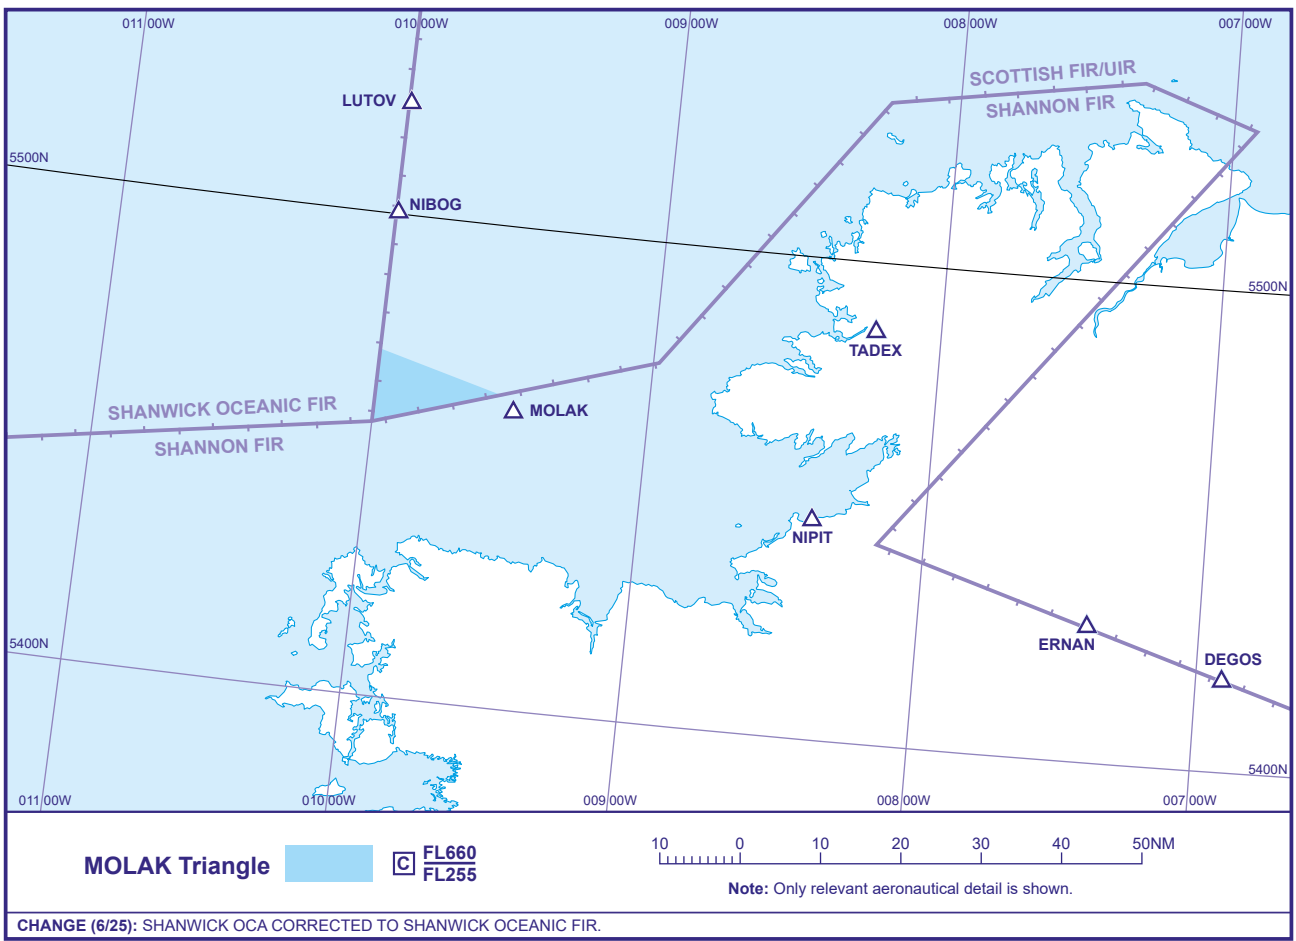 011 00W 010 00W 009 00W 008 00W 007 00W
SCOTTISH FIR/UIR
SHANNON FIR
LUTOV
5500N
NIBOG
5500N
TADEX
SHANWICK OCEANIC FIR
MOLAK
SHANNON FIR
NIPIT
5400N
ERNAN
DEGOS
5400N
011 00W 010 00W 009 00W 008 00W 007 00W
MOLAK Triangle
C
FL660
FL255
10 0 10 20 30 40 50NM
Note: Only relevant aeronautical detail is shown.
CHANGE (6/25): SHANWICK OCA CORRECTED TO SHANWICK OCEANIC FIR.